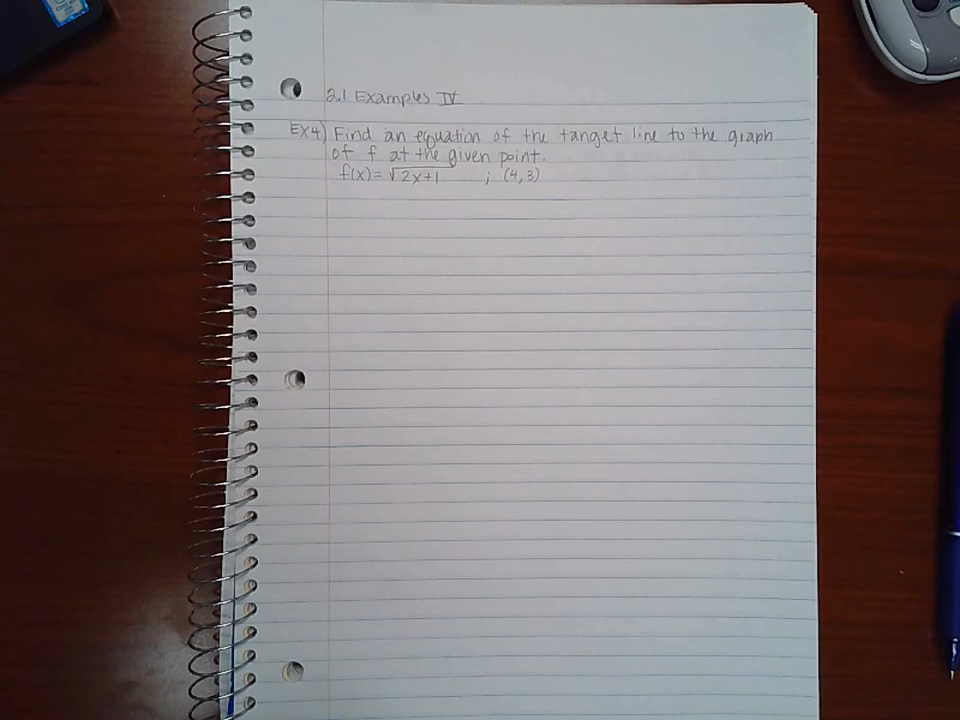 2.1 Examples IV
EX4) Find an equation of the tanget line to the graph
of f at the given point.
f(x) = √2x+1 ; (4,3)